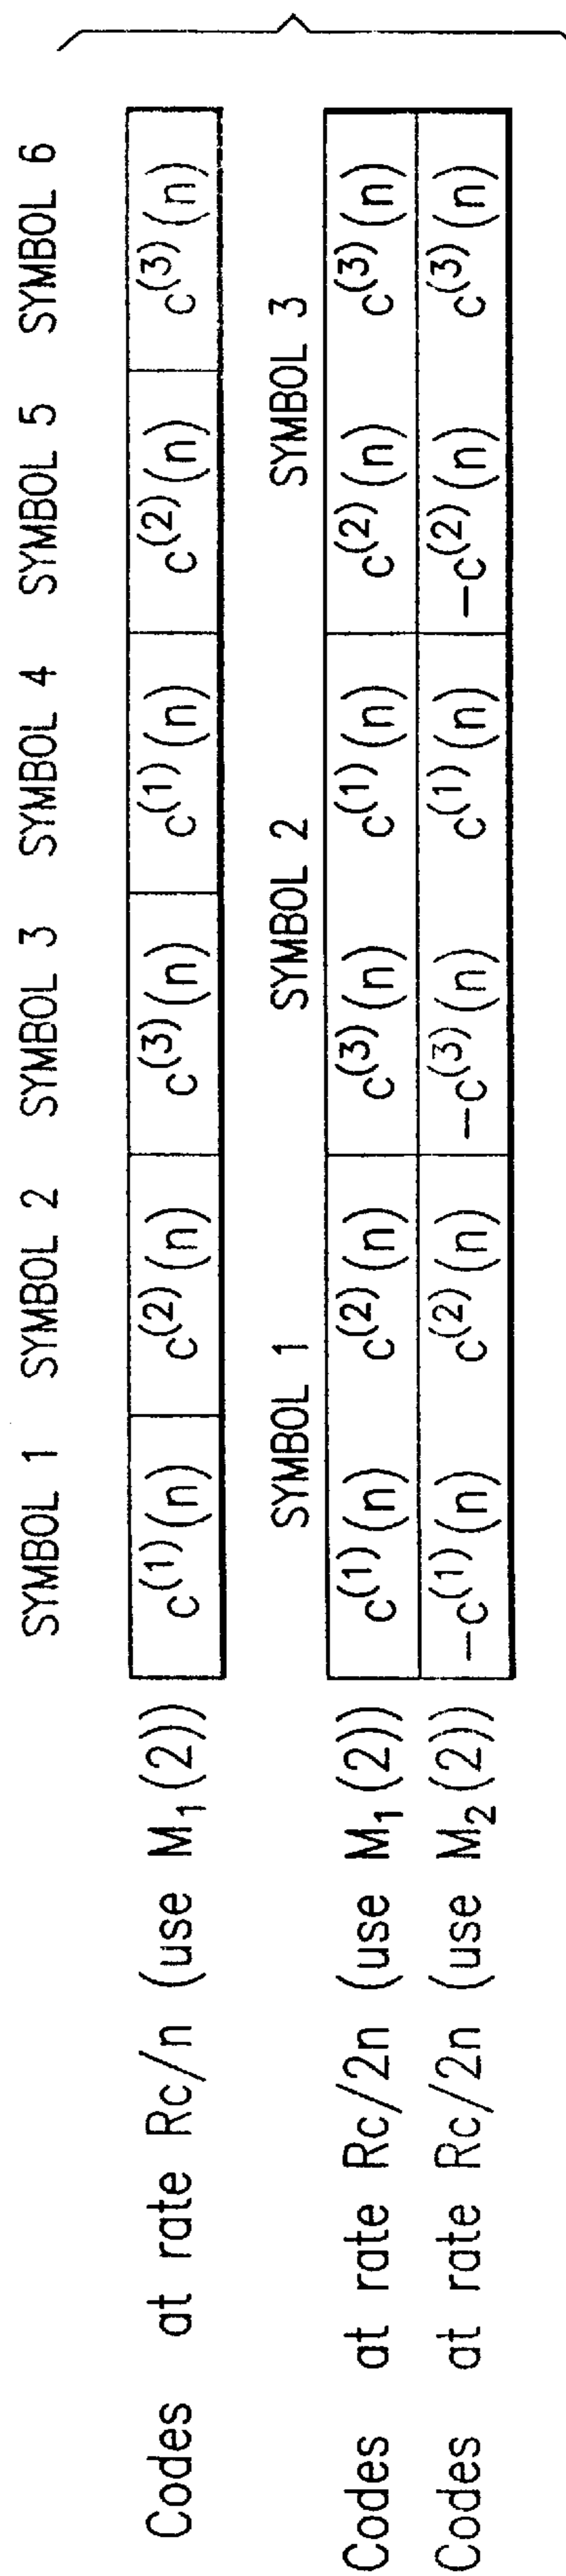 SYMBOL 1 SYMBOL 2 SYMBOL 3 SYMBOL 4 SYMBOL 5 SYMBOL 6
Codes at rate Rc/n (use M₁(2)) c⁽¹⁾(n) c⁽²⁾(n) c⁽³⁾(n) c⁽¹⁾(n) c⁽²⁾(n) c⁽³⁾(n)
SYMBOL 1 SYMBOL 2 SYMBOL 3
Codes at rate Rc/2n (use M₁(2)) c⁽¹⁾(n) c⁽²⁾(n) c⁽³⁾(n) c⁽¹⁾(n) c⁽²⁾(n) c⁽³⁾(n)
Codes at rate Rc/2n (use M₂(2)) −c⁽¹⁾(n) c⁽²⁾(n) −c⁽³⁾(n) c⁽¹⁾(n) −c⁽²⁾(n) c⁽³⁾(n)